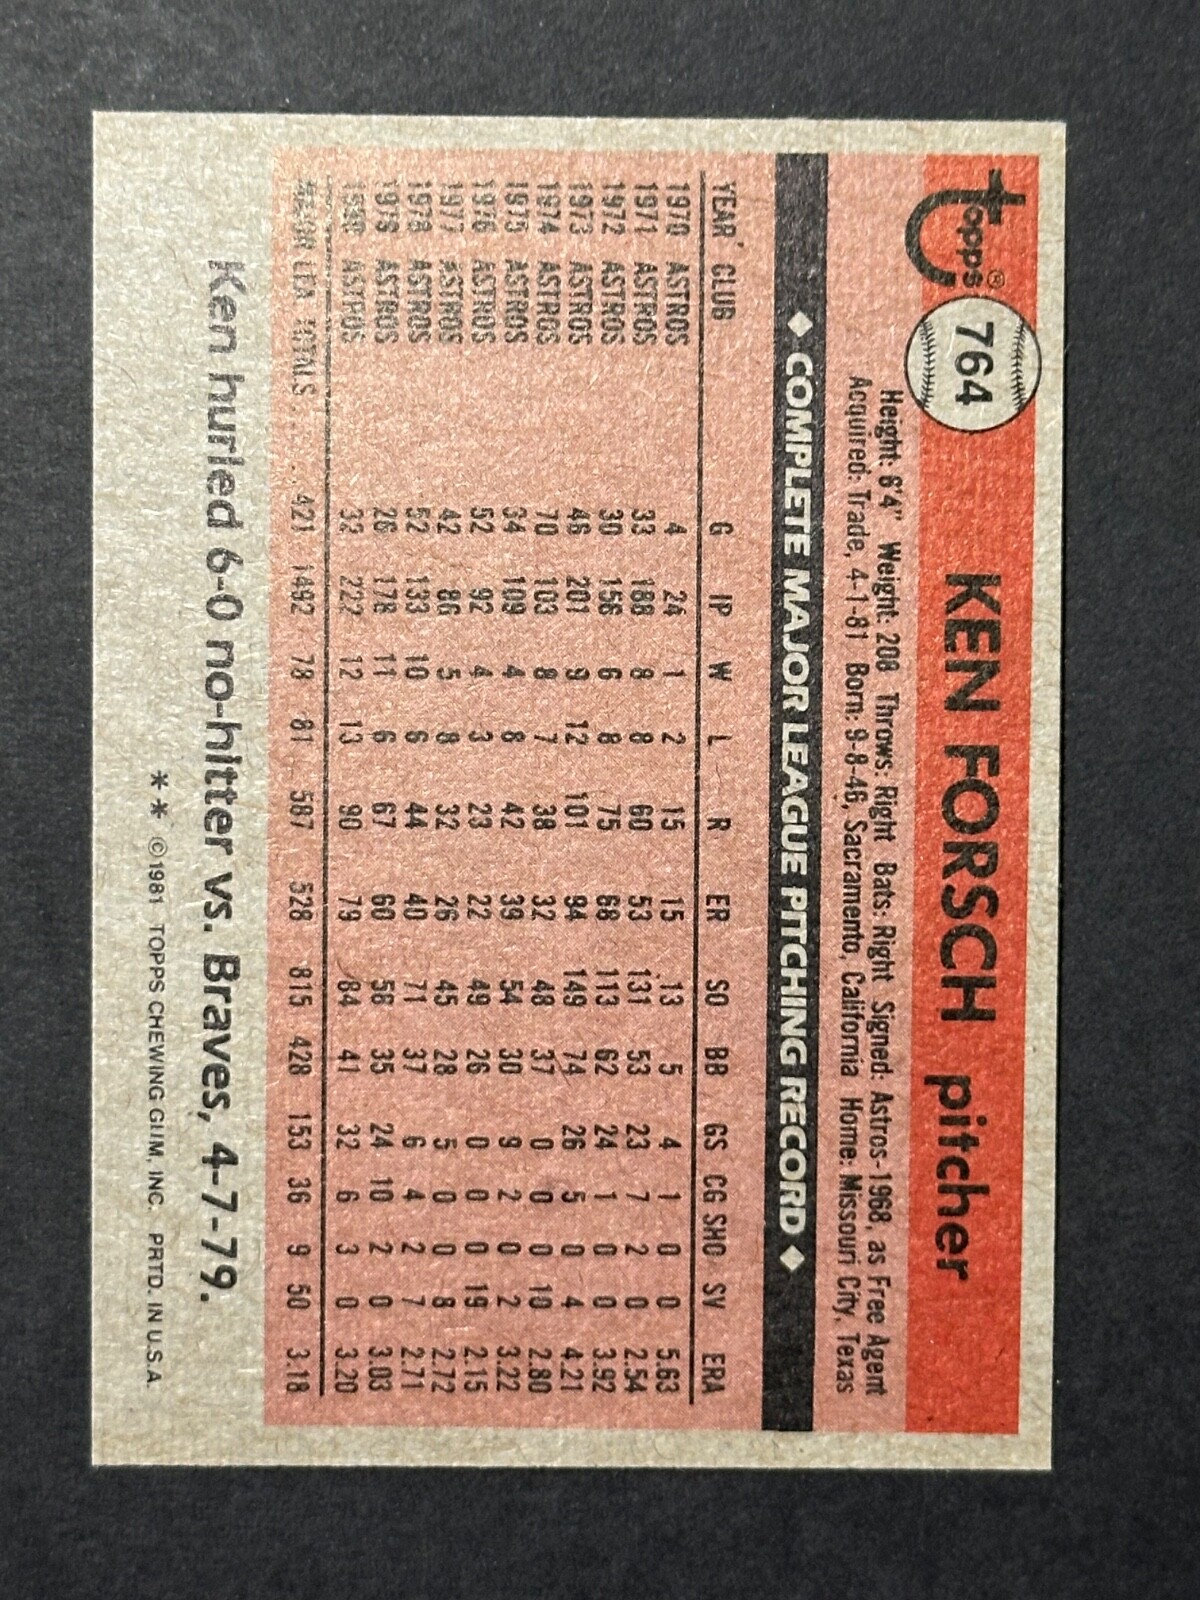 Topps® 764 KEN FORSCH pitcher
Height: 6'4" Weight: 208 Throws: Right Bats: Right Signed: Astros-1968, as Free Agent
Acquired: Trade, 4-1-81 Born: 9-8-46, Sacramento, California Home: Missouri City, Texas
◆ COMPLETE MAJOR LEAGUE PITCHING RECORD ◆
YEAR CLUB G IP W L R ER SO BB GS CG SHO SV ERA
1970 ASTROS 4 24 1 2 15 15 13 5 4 1 0 0 5.63
1971 ASTROS 33 188 8 8 60 53 131 53 23 7 2 0 2.54
1972 ASTROS 30 156 6 8 75 68 113 62 24 1 0 0 3.92
1973 ASTROS 46 201 9 12 101 94 149 74 26 5 0 4 4.21
1974 ASTROS 70 103 8 7 38 32 48 37 0 0 0 10 2.80
1975 ASTROS 34 109 4 8 42 39 54 30 9 2 0 2 3.22
1976 ASTROS 52 92 4 3 23 22 49 26 0 0 0 19 2.15
1977 ASTROS 42 86 5 8 32 26 45 28 5 0 0 8 2.72
1978 ASTROS 52 133 10 6 44 40 71 37 6 4 2 7 2.71
1979 ASTROS 26 178 11 6 67 60 58 35 24 10 2 0 3.03
1980 ASTROS 32 222 12 13 90 79 84 41 32 6 3 0 3.20
MAJOR LEA. TOTALS . . . . 421 1492 78 81 587 528 815 428 153 36 9 50 3.18
Ken hurled 6-0 no-hitter vs. Braves, 4-7-79.
** ©1981 TOPPS CHEWING GUM, INC. PRTD. IN U.S.A.